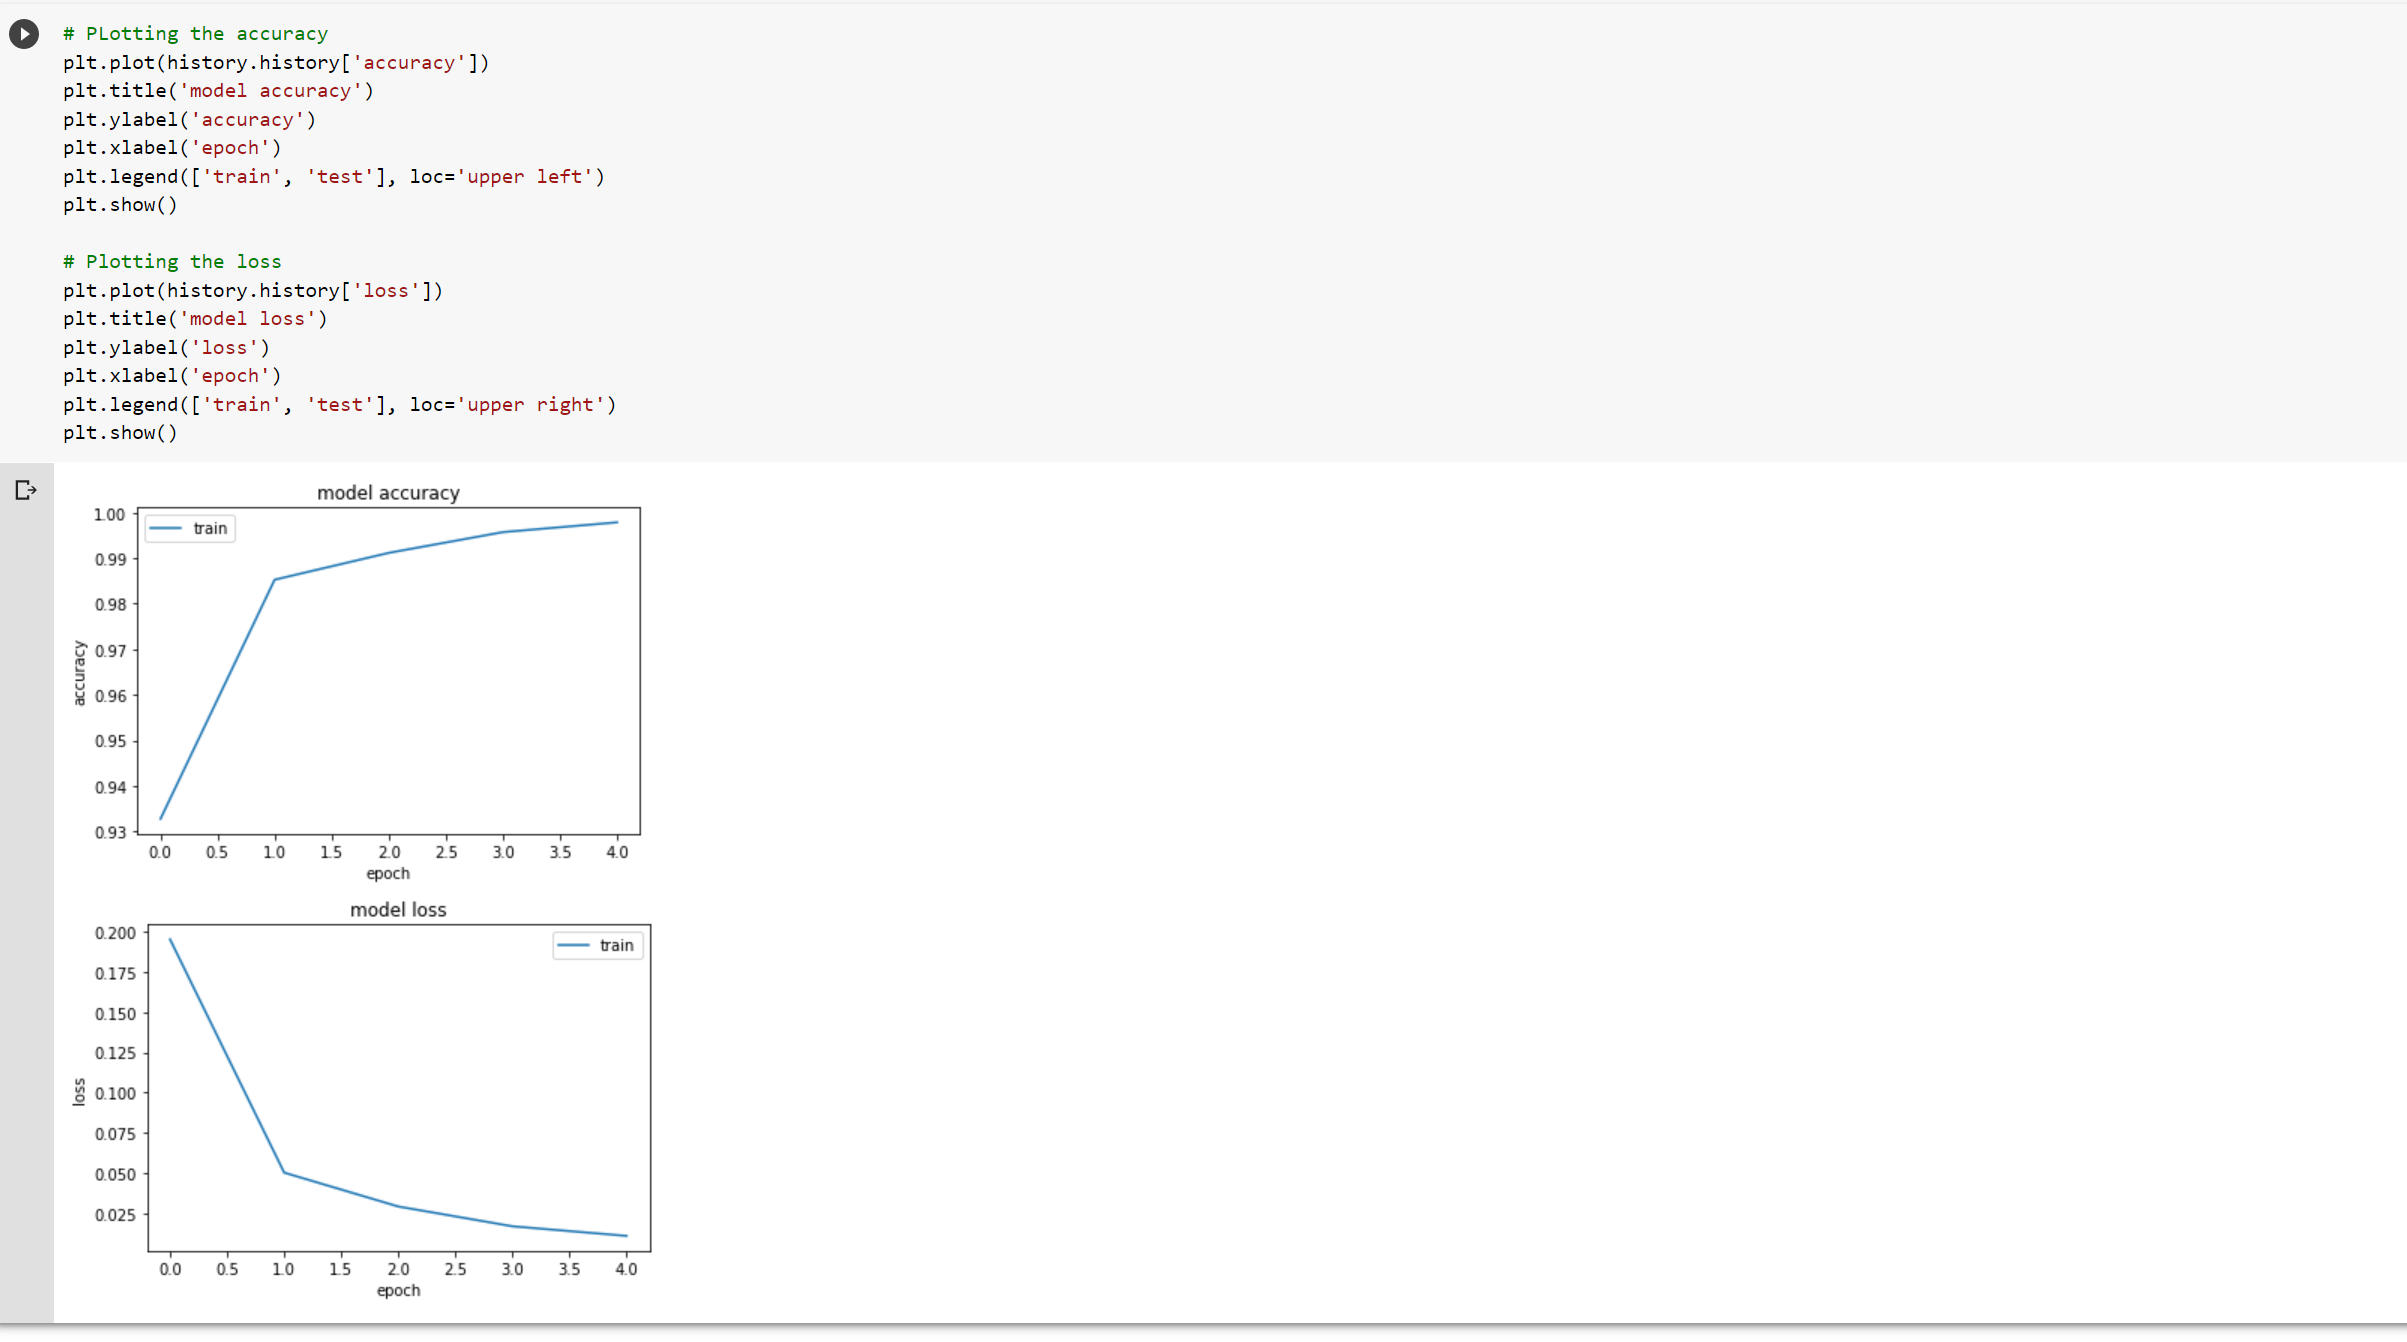 # PLotting the accuracy
plt.plot(history.history['accuracy'])
plt.title('model accuracy')
plt.ylabel('accuracy')
plt.xlabel('epoch')
plt.legend(['train', 'test'], loc='upper left')
plt.show()
# Plotting the loss
plt.plot(history.history['loss'])
plt.title('model loss')
plt.ylabel('loss')
plt.xlabel('epoch')
plt.legend(['train', 'test'], loc='upper right')
plt.show()
model accuracy
train
1.00
0.99
0.98
0.97
0.96
0.95
0.94
0.93
accuracy
0.0 0.5 1.0 1.5 2.0 2.5 3.0 3.5 4.0
epoch
model loss
train
0.200
0.175
0.150
0.125
0.100
0.075
0.050
0.025
loss
0.0 0.5 1.0 1.5 2.0 2.5 3.0 3.5 4.0
epoch